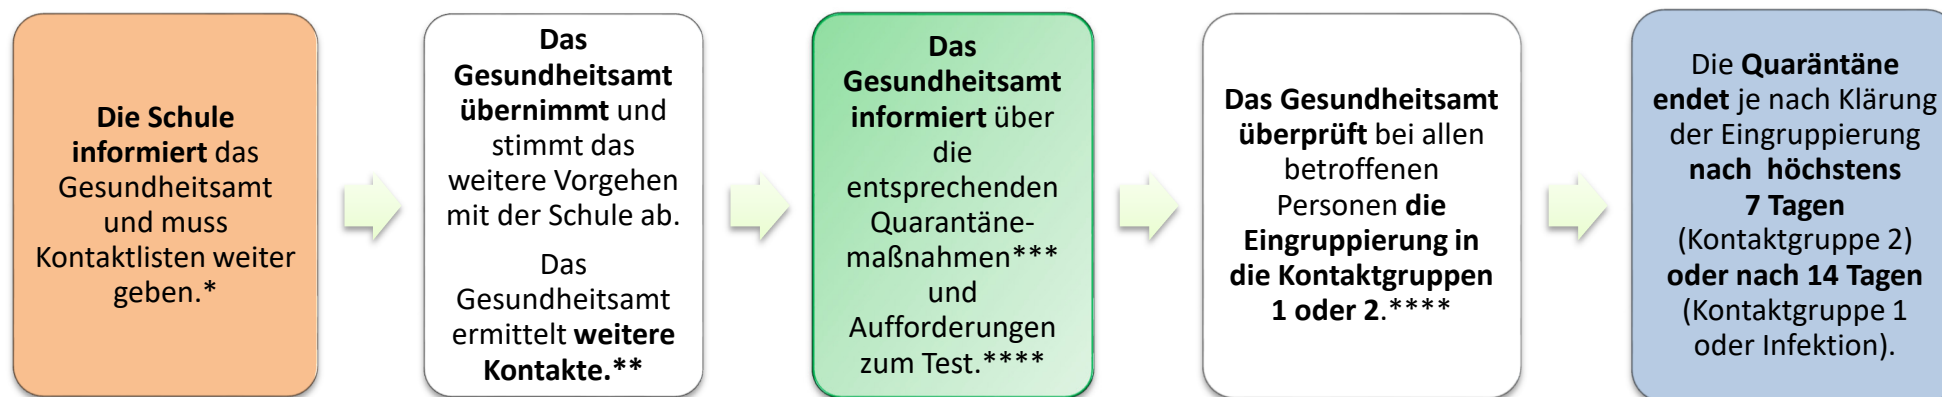 Die Schule
informiert das
Gesundheitsamt
und muss
Kontaktlisten weiter
geben.*
Das
Gesundheitsamt
übernimmt und
stimmt das
weitere Vorgehen
mit der Schule ab.
Das
Gesundheitsamt
ermittelt weitere
Kontakte.**
Das
Gesundheitsamt
informiert über
die
entsprechenden
Quarantäne-
maßnahmen***
und
Aufforderungen
zum Test.****
Das Gesundheitsamt
überprüft bei allen
betroffenen
Personen die
Eingruppierung in
die Kontaktgruppen
1 oder 2.****
Die Quaräntäne
endet je nach Klärung
der Eingruppierung
nach höchstens
7 Tagen
(Kontaktgruppe 2)
oder nach 14 Tagen
(Kontaktgruppe 1
oder Infektion).